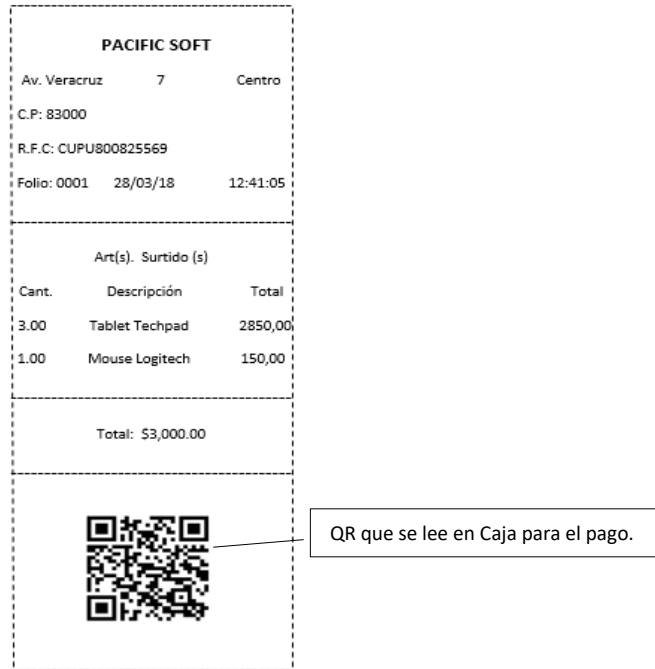 PACIFIC SOFT
Av. Veracruz 7 Centro
C.P: 83000
R.F.C: CUPU800825569
Folio: 0001 28/03/18 12:41:05
Art(s). Surtido (s)
Cant. Descripción Total
3.00 Tablet Techpad 2850,00
1.00 Mouse Logitech 150,00
Total: $3,000.00
QR que se lee en Caja para el pago.